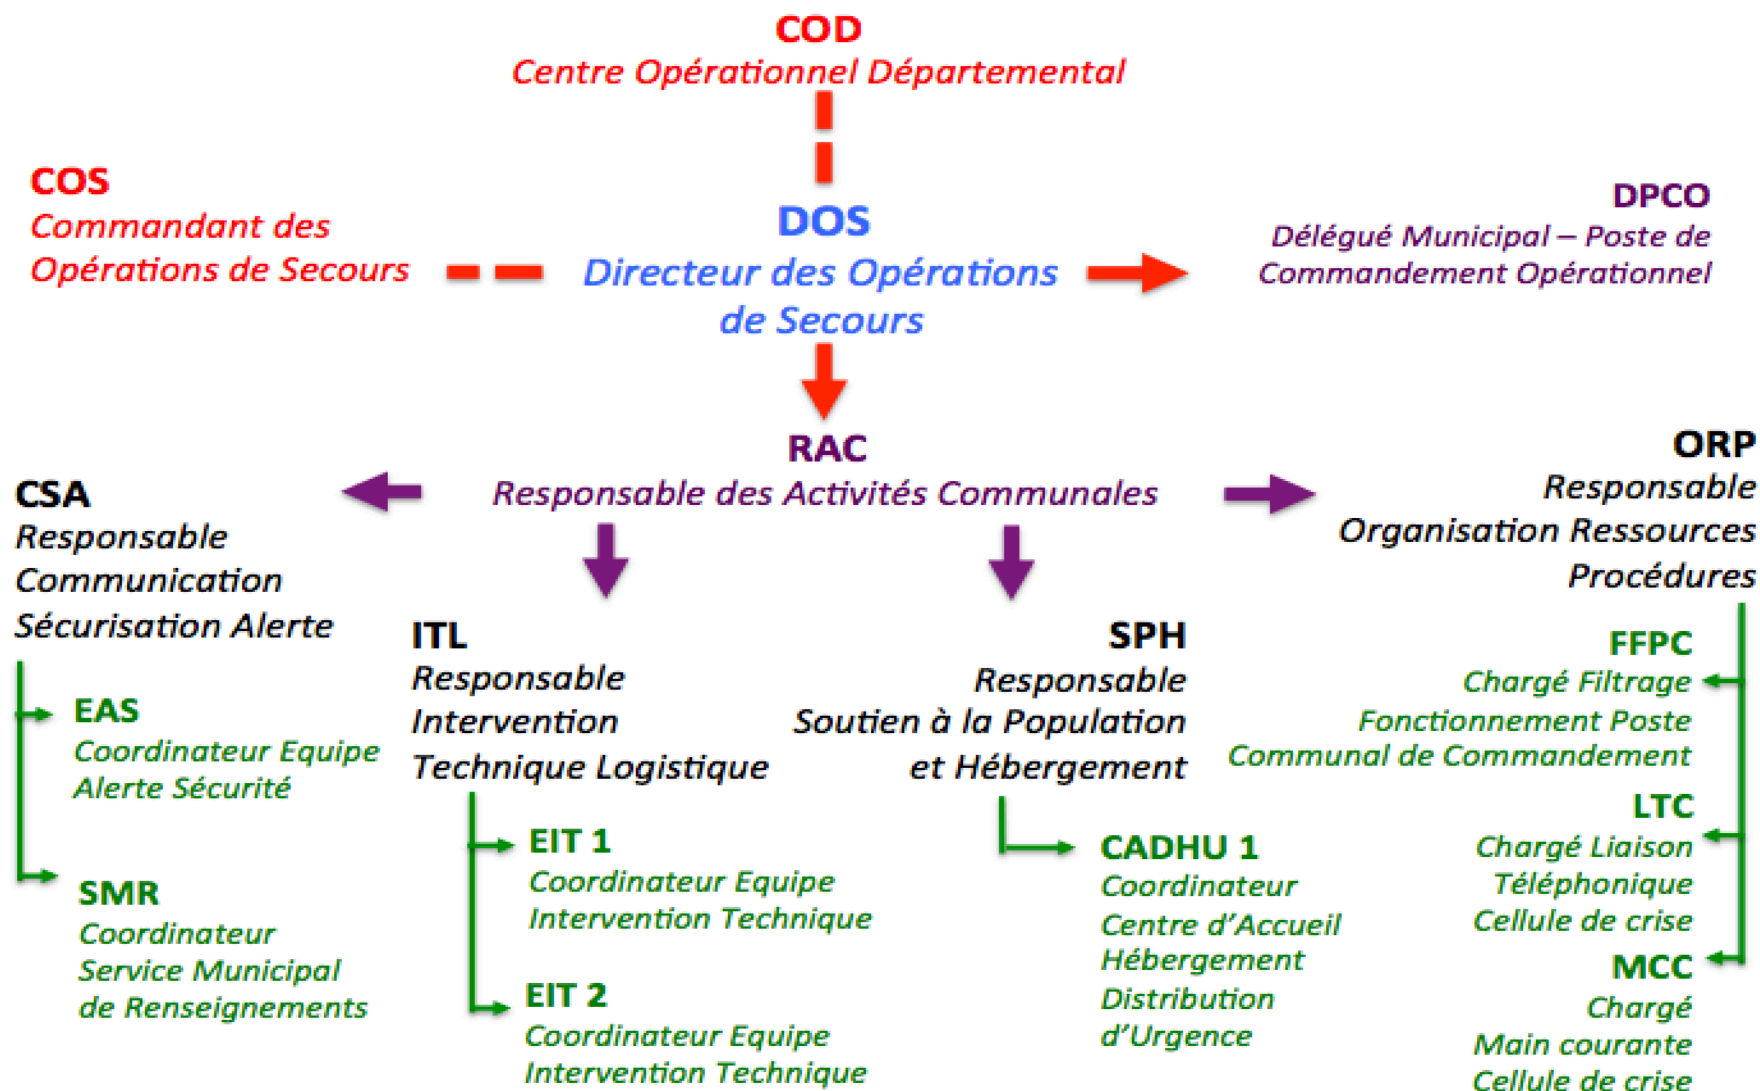 COD
Centre Opérationnel Départemental
COS
Commandant des
Opérations de Secours
DOS
Directeur des Opérations
de Secours
DPCO
Délégué Municipal – Poste de
Commandement Opérationnel
RAC
Responsable des Activités Communales
CSA
Responsable
Communication
Sécurisation Alerte
EAS
Coordinateur Equipe
Alerte Sécurité
SMR
Coordinateur
Service Municipal
de Renseignements
ITL
Responsable
Intervention
Technique Logistique
EIT 1
Coordinateur Equipe
Intervention Technique
EIT 2
Coordinateur Equipe
Intervention Technique
SPH
Responsable
Soutien à la Population
et Hébergement
CADHU 1
Coordinateur
Centre d’Accueil
Hébergement
Distribution
d’Urgence
ORP
Responsable
Organisation Ressources
Procédures
FFPC
Chargé Filtrage
Fonctionnement Poste
Communal de Commandement
LTC
Chargé Liaison
Téléphonique
Cellule de crise
MCC
Chargé
Main courante
Cellule de crise